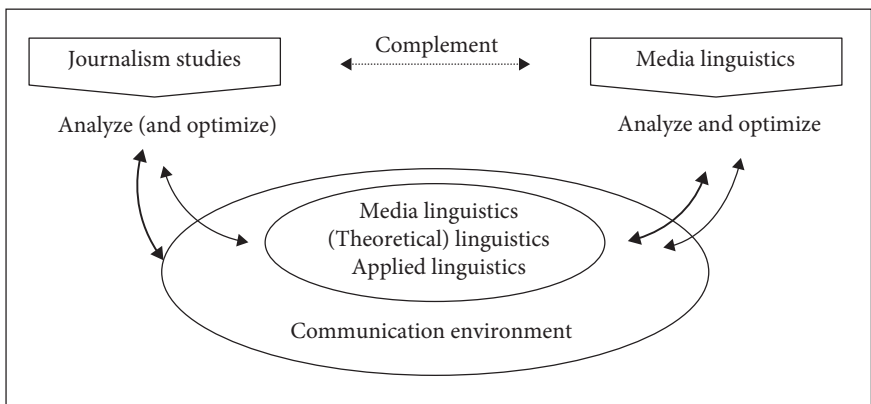 Journalism studies
Complement
Media linguistics
Analyze (and optimize)
Analyze and optimize
Media linguistics
(Theoretical) linguistics
Applied linguistics
Communication environment